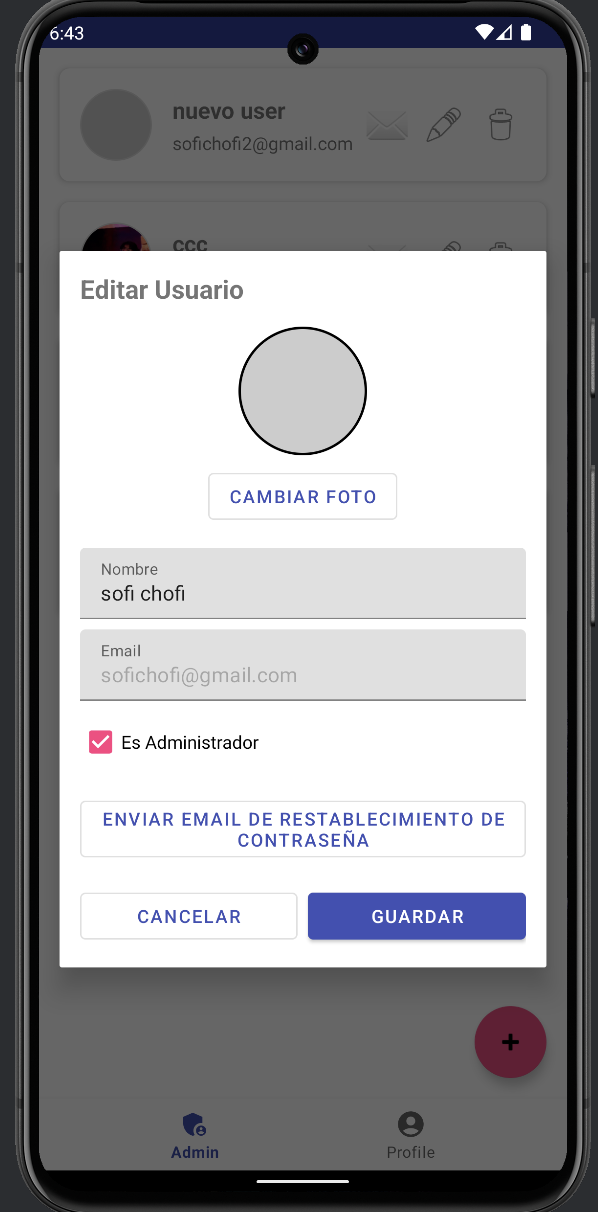 6:43
nuevo user
sofichofi2@gmail.com
ccc
Editar Usuario
CAMBIAR FOTO
Nombre
sofi chofi
Email
sofichofi@gmail.com
Es Administrador
ENVIAR EMAIL DE RESTABLECIMIENTO DE
CONTRASEÑA
CANCELAR
GUARDAR
+
Admin
Profile